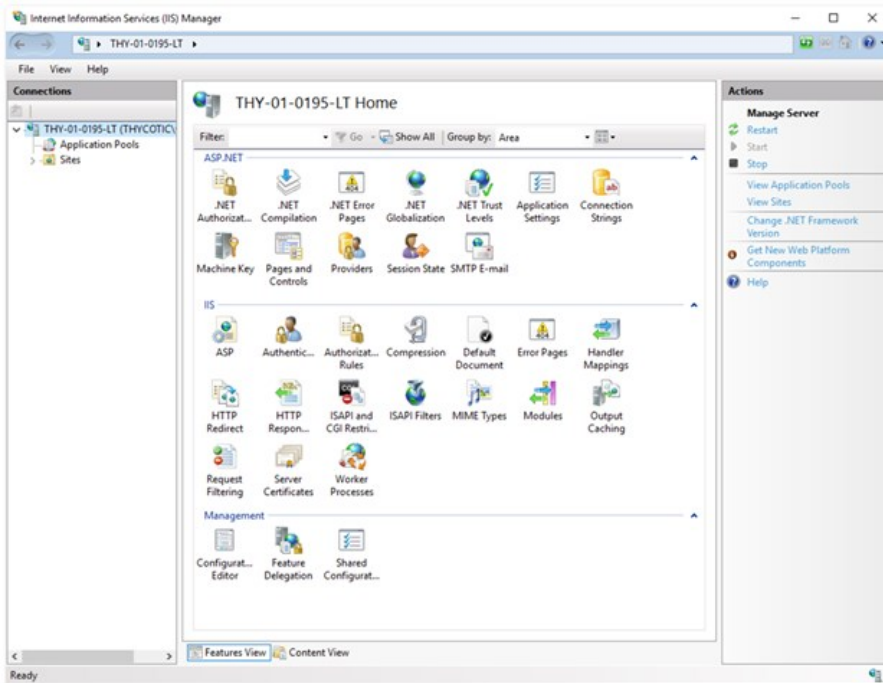 Internet Information Services (IIS) Manager
THY-01-0195-LT
File View Help
Connections
THY-01-0195-LT (THYCOTIC\
Application Pools
Sites
THY-01-0195-LT Home
Filter: Go Show All Group by: Area
ASP.NET
.NET Authorizat...
.NET Compilation
.NET Error Pages
.NET Globalization
.NET Trust Levels
Application Settings
Connection Strings
Machine Key
Pages and Controls
Providers
Session State
SMTP E-mail
IIS
ASP
Authentic...
Authorizat... Rules
Compression
Default Document
Error Pages
Handler Mappings
HTTP Redirect
HTTP Respon...
ISAPI and CGI Restri...
ISAPI Filters
MIME Types
Modules
Output Caching
Request Filtering
Server Certificates
Worker Processes
Management
Configurat... Editor
Feature Delegation
Shared Configurat...
Features View
Content View
Actions
Manage Server
Restart
Start
Stop
View Application Pools
View Sites
Change .NET Framework
Version
Get New Web Platform
Components
Help
Ready